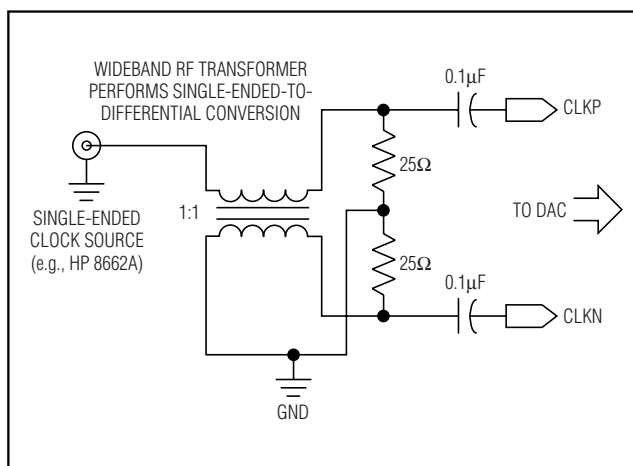 WIDEBAND RF TRANSFORMER
PERFORMS SINGLE-ENDED-TO-
DIFFERENTIAL CONVERSION
0.1μF
CLKP
25Ω
SINGLE-ENDED
CLOCK SOURCE
(e.g., HP 8662A)
1:1
TO DAC
25Ω
0.1μF
CLKN
GND